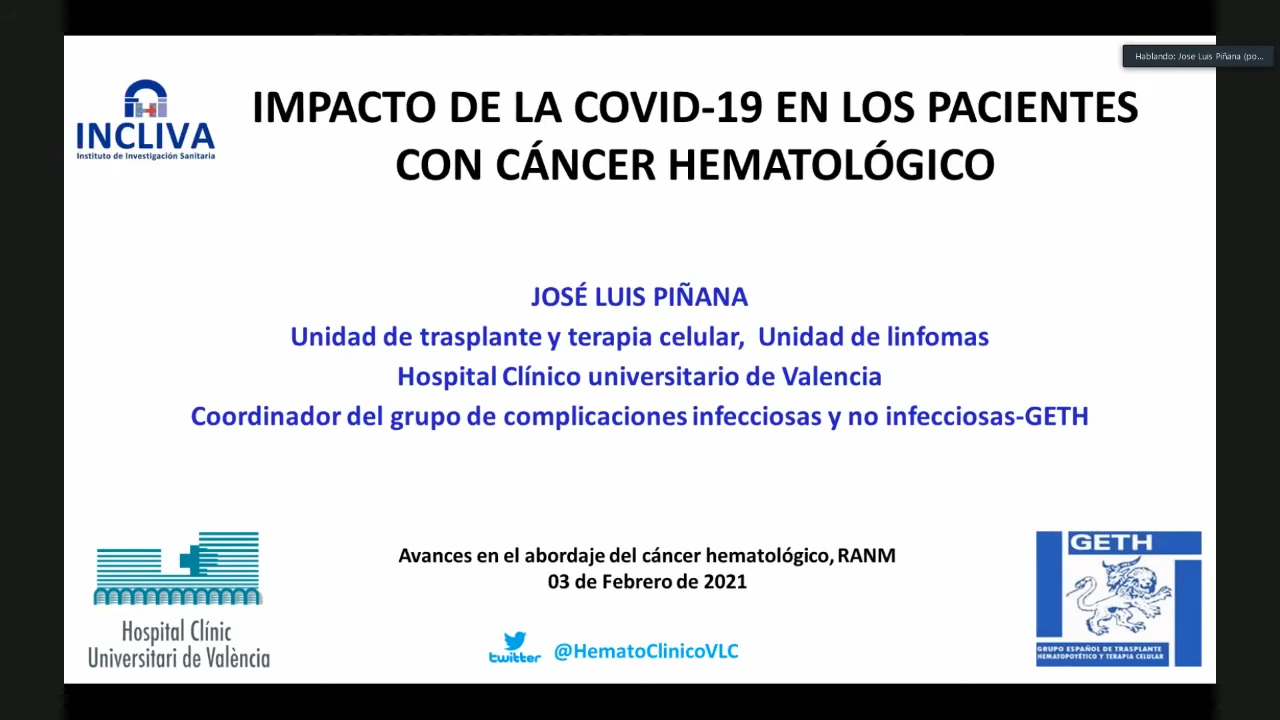 Hablando: Jose Luis Piñana (po...
INCLIVA
Instituto de Investigación Sanitaria
IMPACTO DE LA COVID-19 EN LOS PACIENTES
CON CÁNCER HEMATOLÓGICO
JOSÉ LUIS PIÑANA
Unidad de trasplante y terapia celular, Unidad de linfomas
Hospital Clínico universitario de Valencia
Coordinador del grupo de complicaciones infecciosas y no infecciosas-GETH
Avances en el abordaje del cáncer hematológico, RANM
03 de Febrero de 2021
Hospital Clínic
Universitari de València
twitter @HematoClinicoVLC
GETH
GRUPO ESPAÑOL DE TRASPLANTE
HEMATOPOYÉTICO Y TERAPIA CELULAR